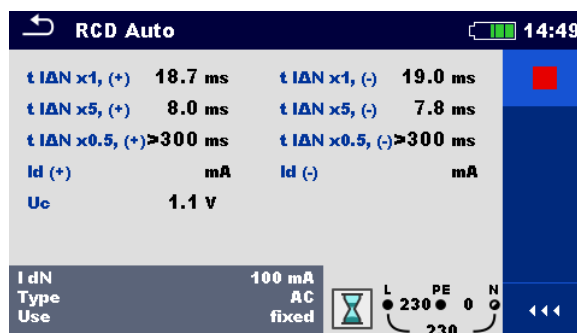 RCD Auto 14:49
t IΔN x1, (+) 18.7 ms t IΔN x1, (-) 19.0 ms
t IΔN x5, (+) 8.0 ms t IΔN x5, (-) 7.8 ms
t IΔN x0.5, (+) >300 ms t IΔN x0.5, (-) >300 ms
Id (+) mA Id (-) mA
Uc 1.1 V
I dN 100 mA
Type AC
Use fixed
L PE N
230 0
230